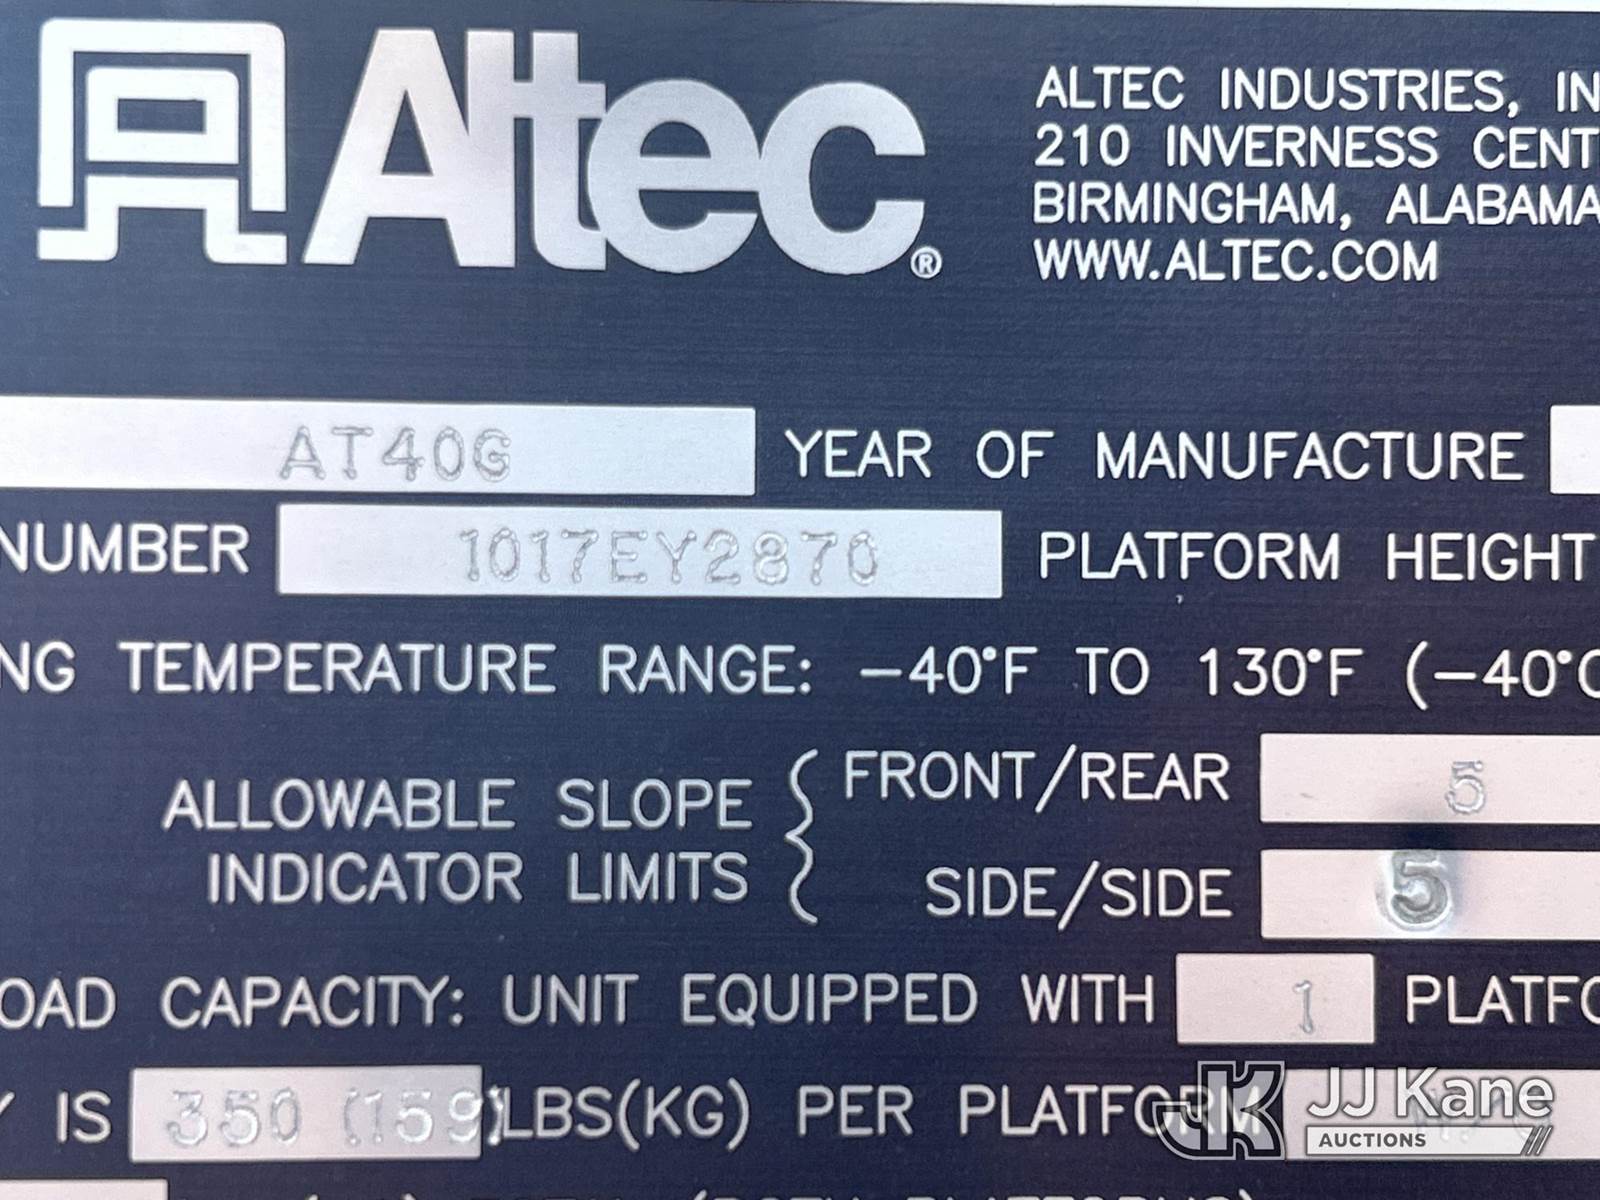 Altec®
ALTEC INDUSTRIES, IN
210 INVERNESS CENT
BIRMINGHAM, ALABAMA
WWW.ALTEC.COM
AT40G YEAR OF MANUFACTURE
NUMBER 1017EY2870 PLATFORM HEIGHT
NG TEMPERATURE RANGE: -40°F TO 130°F (-40°C
ALLOWABLE SLOPE
INDICATOR LIMITS
FRONT/REAR 5
SIDE/SIDE 5
OAD CAPACITY: UNIT EQUIPPED WITH 1 PLATFO
Y IS 350 (159) LBS(KG) PER PLATFORM
JJ Kane
AUCTIONS